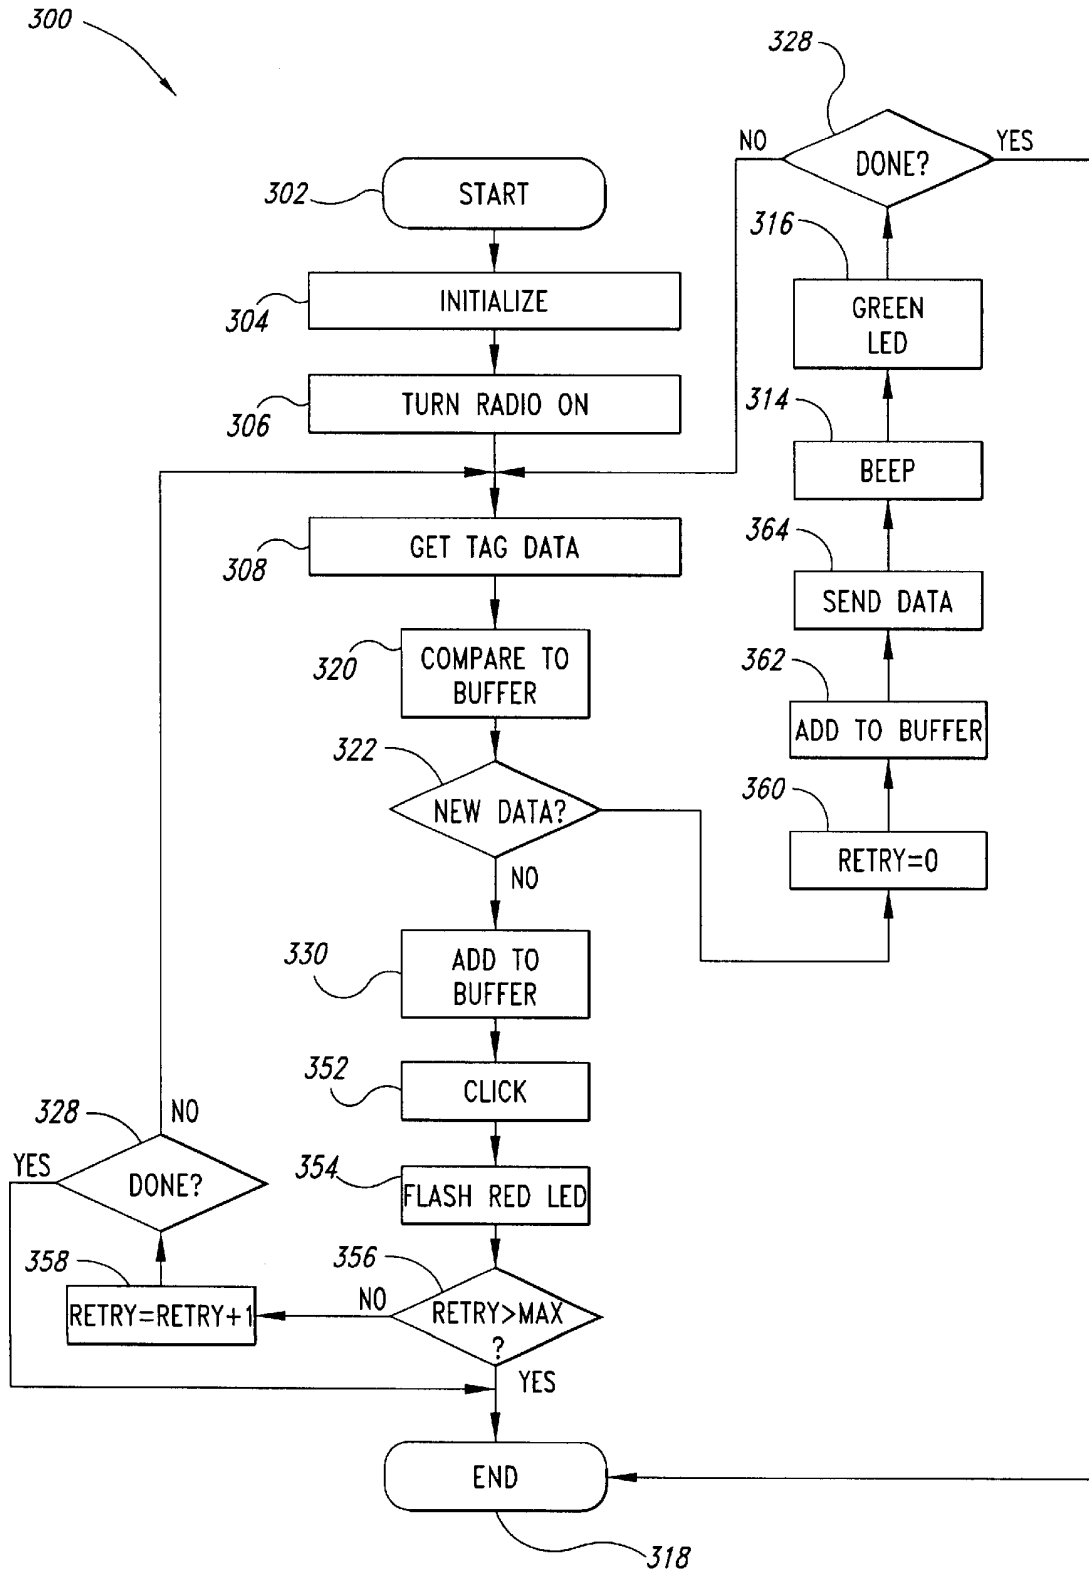 300
328
NO
YES
DONE?
302
START
316
304
INITIALIZE
GREEN
LED
306
TURN RADIO ON
314
BEEP
308
GET TAG DATA
364
SEND DATA
320
COMPARE TO
BUFFER
362
ADD TO BUFFER
322
NEW DATA?
360
RETRY=0
NO
330
ADD TO
BUFFER
352
CLICK
328
NO
YES
DONE?
354
FLASH RED LED
356
358
NO
RETRY=RETRY+1
RETRY>MAX
?
YES
END
318